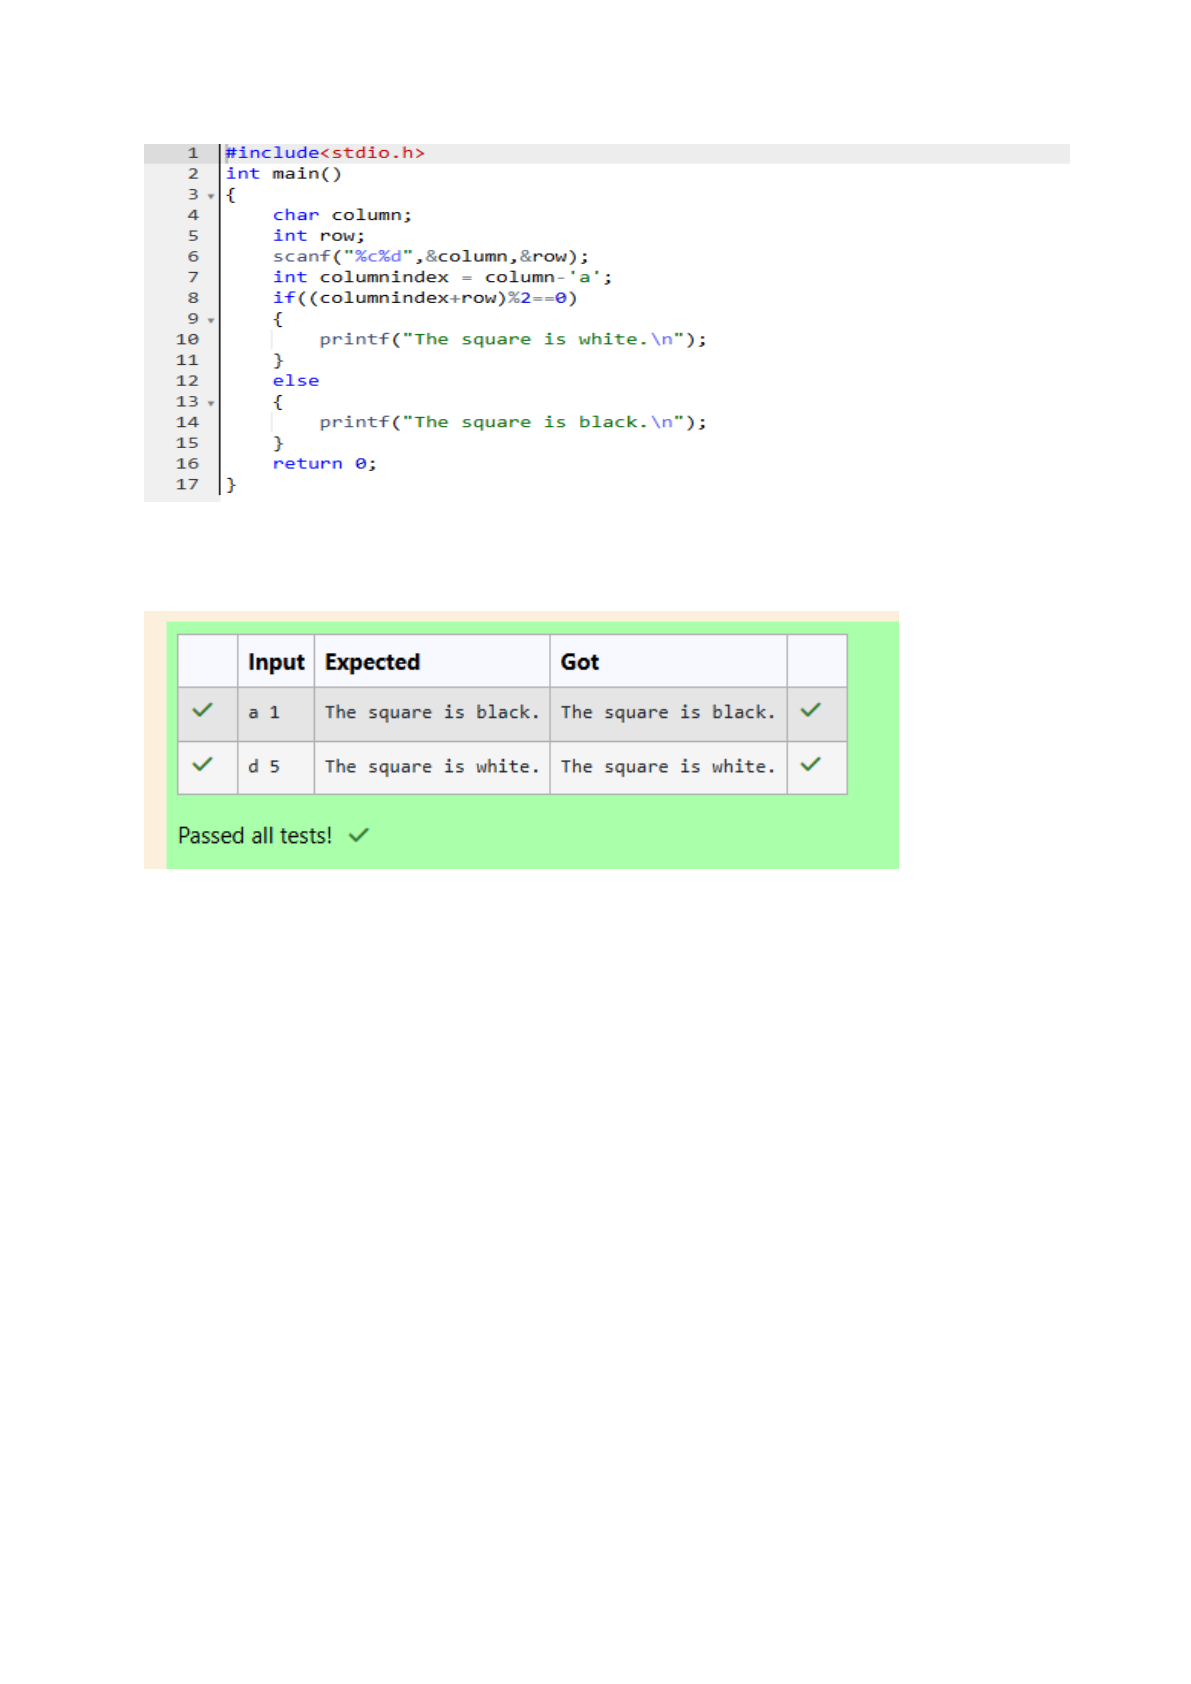 1 #include<stdio.h>
2 int main()
3 {
4     char column;
5     int row;
6     scanf("%c%d",&column,&row);
7     int columnindex = column-'a';
8     if((columnindex+row)%2==0)
9     {
10         printf("The square is white.\n");
11     }
12     else
13     {
14         printf("The square is black.\n");
15     }
16     return 0;
17 }
Input Expected Got
a 1 The square is black. The square is black.
d 5 The square is white. The square is white.
Passed all tests!